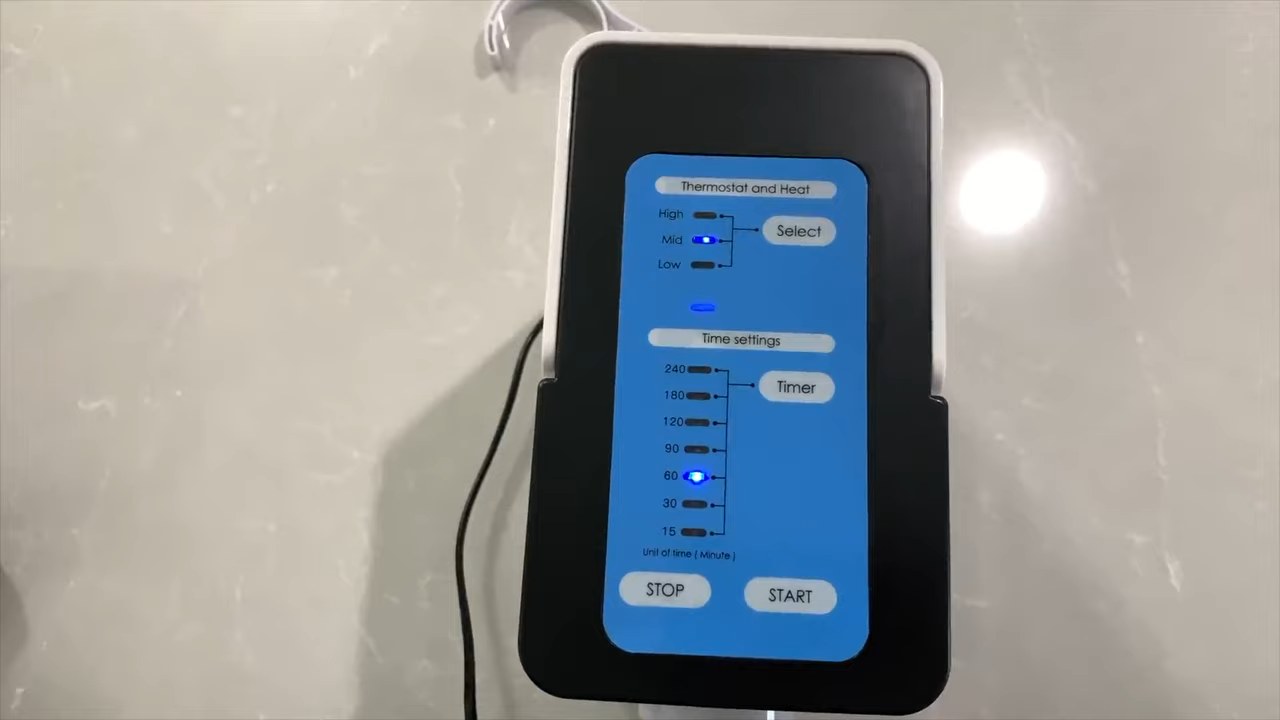 Thermostat and Heat
High
Select
Mid
Low
Time settings
240
Timer
180
120
90
60
30
15
Unit of time ( Minute )
STOP
START